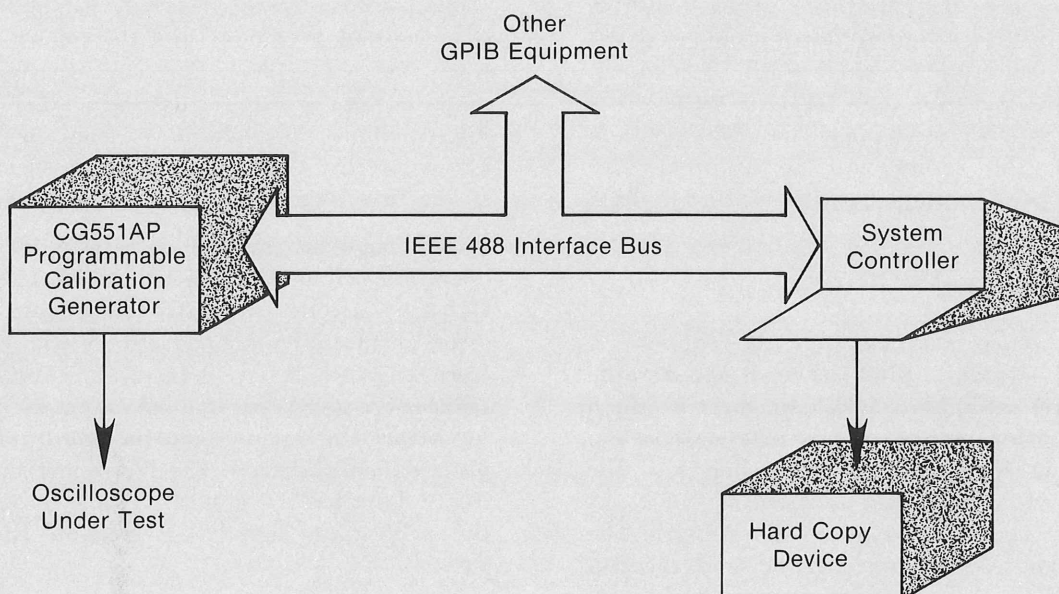 Other
GPIB Equipment
CG551AP
Programmable
Calibration
Generator
IEEE 488 Interface Bus
System
Controller
Oscilloscope
Under Test
Hard Copy
Device